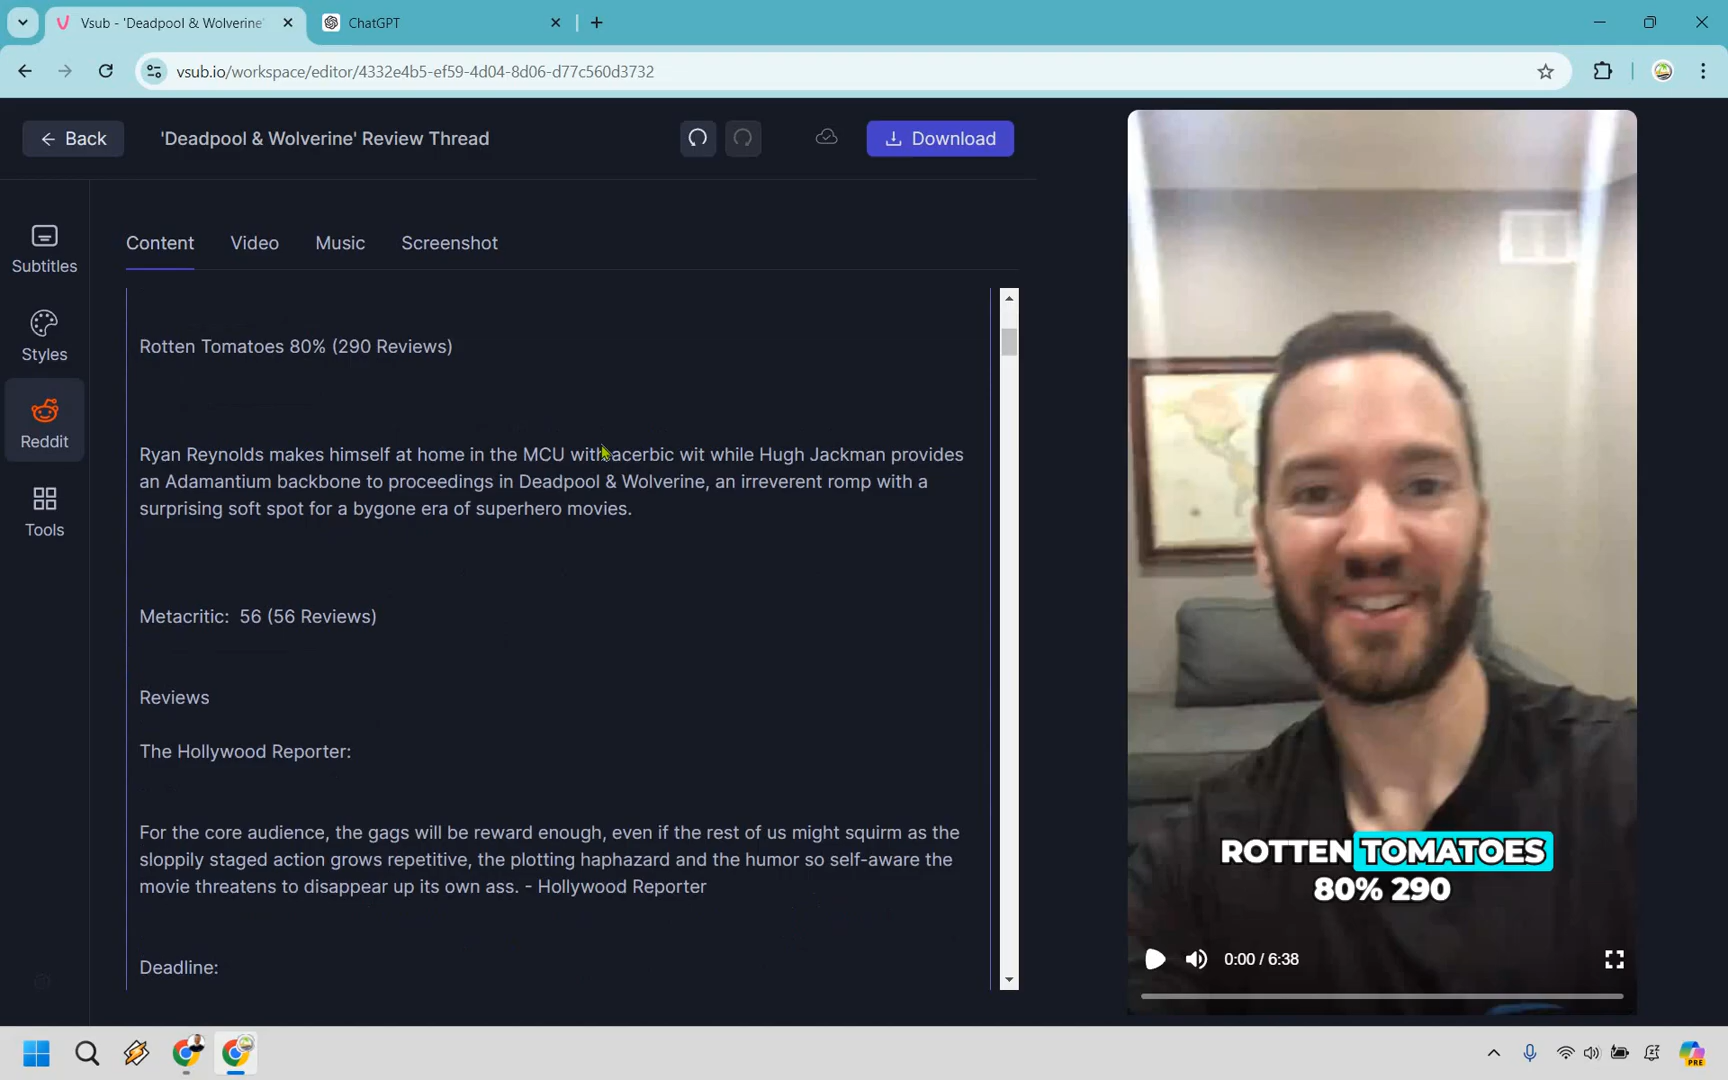 Vsub - 'Deadpool & Wolverine'
ChatGPT
vsub.io/workspace/editor/4332e4b5-ef59-4d04-8d06-d77c560d3732
Back
'Deadpool & Wolverine' Review Thread
Download
Subtitles
Styles
Reddit
Tools
Content
Video
Music
Screenshot
Rotten Tomatoes 80% (290 Reviews)
Ryan Reynolds makes himself at home in the MCU with acerbic wit while Hugh Jackman provides
an Adamantium backbone to proceedings in Deadpool & Wolverine, an irreverent romp with a
surprising soft spot for a bygone era of superhero movies.
Metacritic:  56 (56 Reviews)
Reviews
The Hollywood Reporter:
For the core audience, the gags will be reward enough, even if the rest of us might squirm as the
sloppily staged action grows repetitive, the plotting haphazard and the humor so self-aware the
movie threatens to disappear up its own ass. - Hollywood Reporter
Deadline:
ROTTEN TOMATOES
80% 290
0:00 / 6:38
PRE